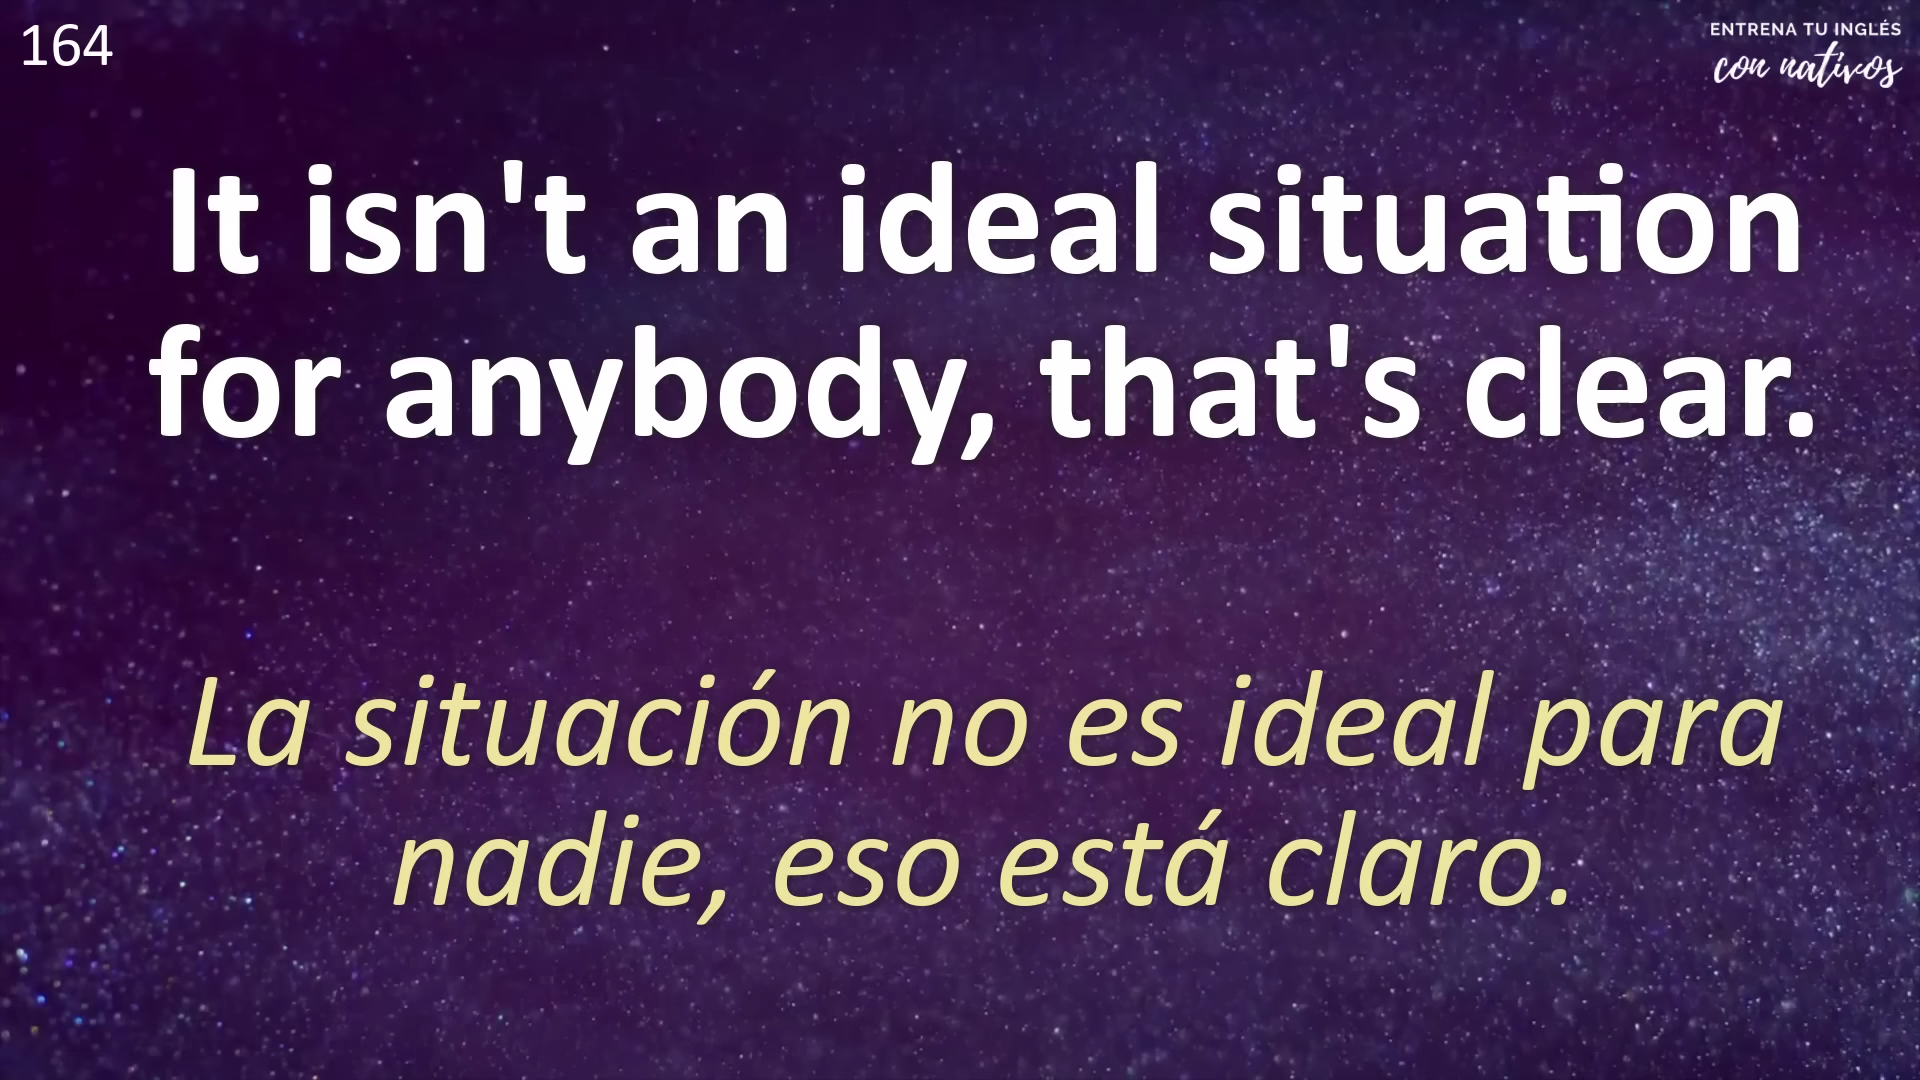 164
ENTRENA TU INGLÉS
con nativos
It isn't an ideal situation
for anybody, that's clear.
La situación no es ideal para
nadie, eso está claro.